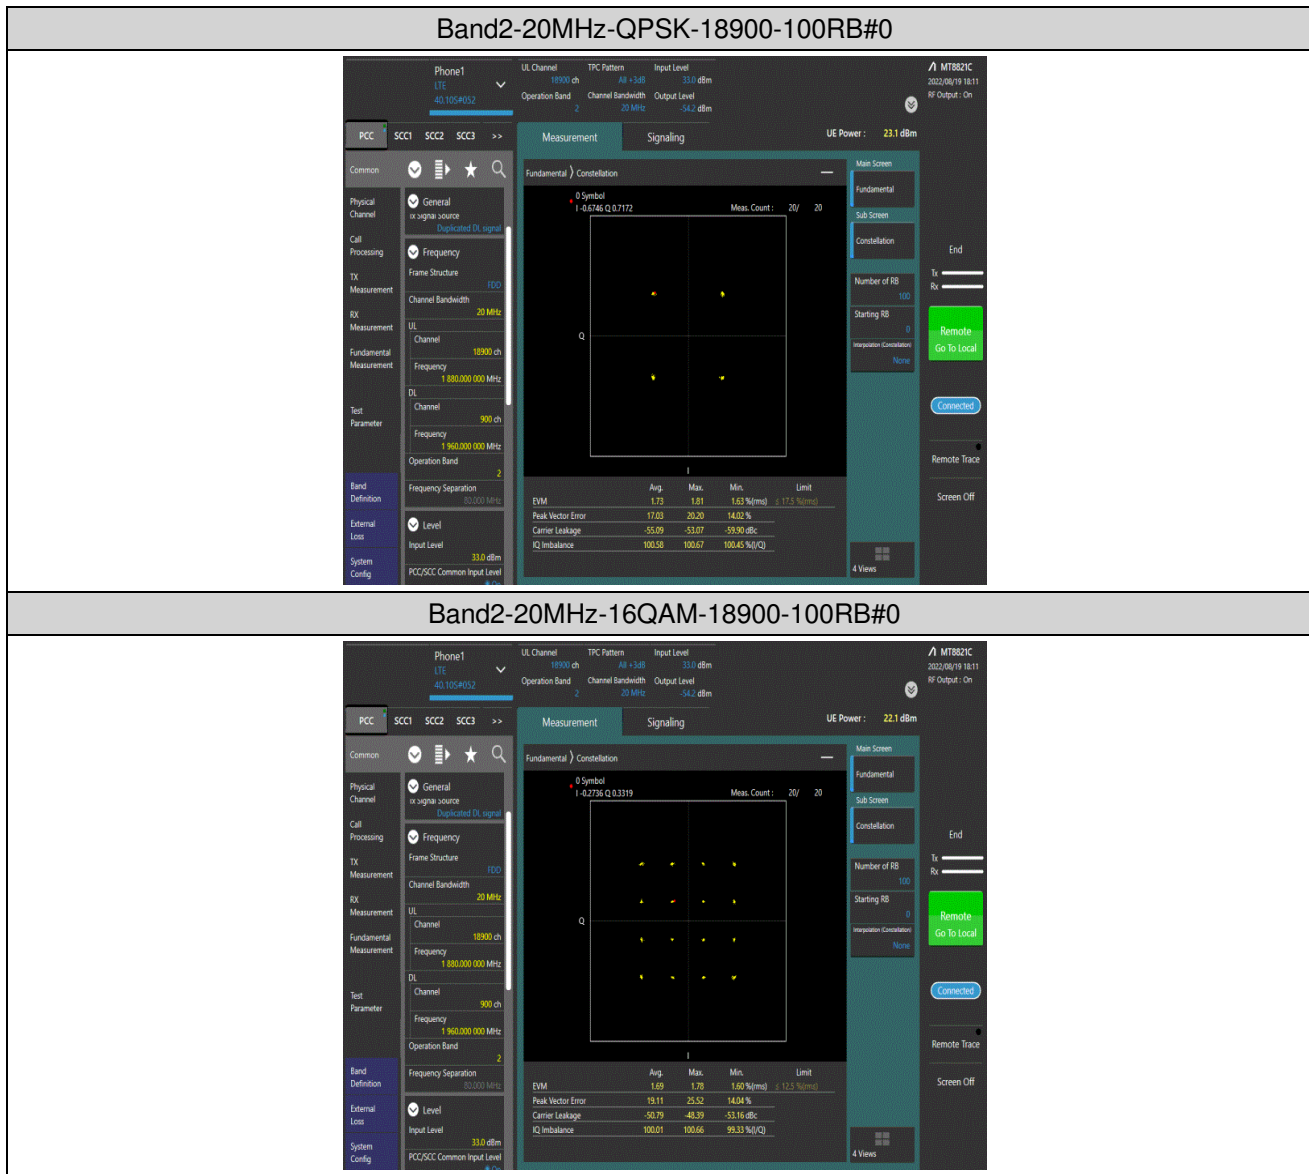 Band2-20MHz-QPSK-18900-100RB#0
Phone1
LTE
40.10S#052
UL Channel TPC Pattern Input Level
18900 ch All +3dB 33.0 dBm
Operation Band Channel Bandwidth Output Level
2 20 MHz -54.2 dBm
MT8821C
2022/08/19 18:11
RF Output : On
PCC SCC1 SCC2 SCC3 >>
Measurement Signaling
UE Power : 23.1 dBm
Common
Physical Channel
Call Processing
TX Measurement
RX Measurement
Fundamental Measurement
Test Parameter
Band Definition
External Loss
System Config
General
Tx Signal Source
Duplicated DL signal
Frequency
Frame Structure
FDD
Channel Bandwidth
20 MHz
UL
Channel
18900 ch
Frequency
1 880.000 000 MHz
DL
Channel
900 ch
Frequency
1 960.000 000 MHz
Operation Band
2
Frequency Separation
80.000 MHz
Level
Input Level
33.0 dBm
PCC/SCC Common Input Level
On
Fundamental 〉 Constellation
0 Symbol
I -0.6746 Q 0.7172 Meas. Count : 20/ 20
Q
I
Avg. Max. Min. Limit
EVM 1.73 1.81 1.63 %(rms) ≤ 17.5 %(rms)
Peak Vector Error 17.03 20.20 14.02 %
Carrier Leakage -55.09 -53.07 -59.90 dBc
IQ Imbalance 100.58 100.67 100.45 %(I/Q)
Main Screen
Fundamental
Sub Screen
Constellation
Number of RB
100
Starting RB
0
Interpolation (Constellation)
None
4 Views
End
Tx
Rx
Remote
Go To Local
Connected
Remote Trace
Screen Off
Band2-20MHz-16QAM-18900-100RB#0
Phone1
LTE
40.10S#052
UL Channel TPC Pattern Input Level
18900 ch All +3dB 33.0 dBm
Operation Band Channel Bandwidth Output Level
2 20 MHz -54.2 dBm
MT8821C
2022/08/19 18:11
RF Output : On
PCC SCC1 SCC2 SCC3 >>
Measurement Signaling
UE Power : 22.1 dBm
Common
Physical Channel
Call Processing
TX Measurement
RX Measurement
Fundamental Measurement
Test Parameter
Band Definition
External Loss
System Config
General
Tx Signal Source
Duplicated DL signal
Frequency
Frame Structure
FDD
Channel Bandwidth
20 MHz
UL
Channel
18900 ch
Frequency
1 880.000 000 MHz
DL
Channel
900 ch
Frequency
1 960.000 000 MHz
Operation Band
2
Frequency Separation
80.000 MHz
Level
Input Level
33.0 dBm
PCC/SCC Common Input Level
On
Fundamental 〉 Constellation
0 Symbol
I -0.2736 Q 0.3319 Meas. Count : 20/ 20
Q
I
Avg. Max. Min. Limit
EVM 1.69 1.78 1.60 %(rms) ≤ 12.5 %(rms)
Peak Vector Error 19.11 25.52 14.04 %
Carrier Leakage -50.79 -48.39 -53.16 dBc
IQ Imbalance 100.01 100.66 99.33 %(I/Q)
Main Screen
Fundamental
Sub Screen
Constellation
Number of RB
100
Starting RB
0
Interpolation (Constellation)
None
4 Views
End
Tx
Rx
Remote
Go To Local
Connected
Remote Trace
Screen Off